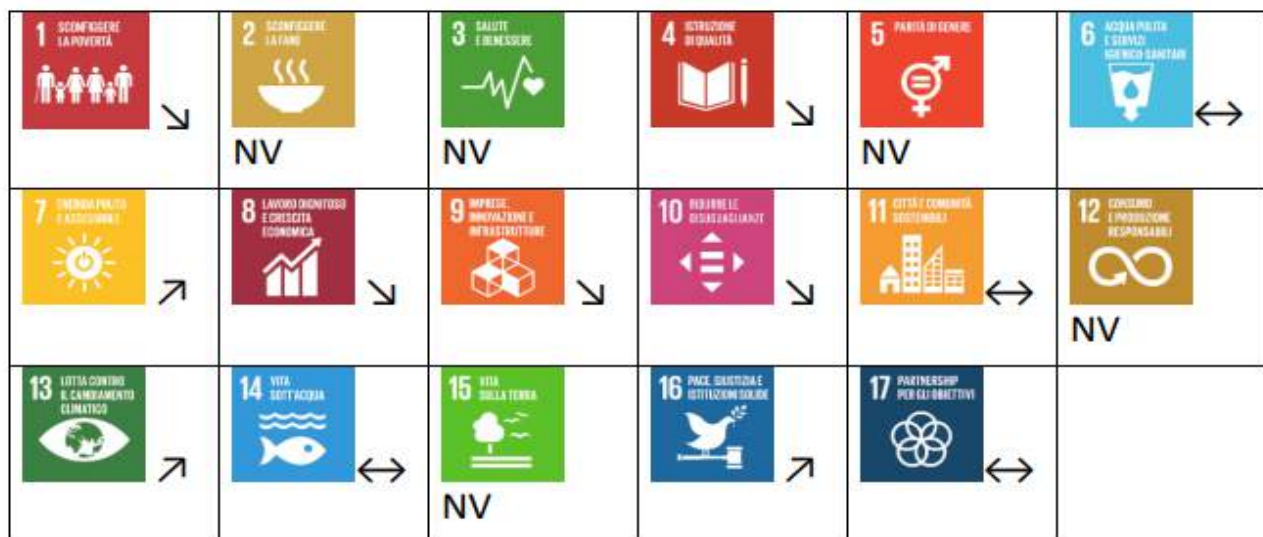 1 SCONFIGGERE
LA POVERTÀ
2 SCONFIGGERE
LA FAME
NV
3 SALUTE
E BENESSERE
NV
4 ISTRUZIONE
DI QUALITÀ
5 PARITÀ DI GENERE
NV
6 ACQUA PULITA
E SERVIZI
IGIENICO-SANITARI
7 ENERGIA PULITA
E ACCESSIBILE
8 LAVORO DIGNITOSO
E CRESCITA
ECONOMICA
9 IMPRESE,
INNOVAZIONE E
INFRASTRUTTURE
10 RIDURRE LE
DISUGUAGLIANZE
11 CITTÀ E COMUNITÀ
SOSTENIBILI
12 CONSUMO
E PRODUZIONE
RESPONSABILI
NV
13 LOTTA CONTRO
IL CAMBIAMENTO
CLIMATICO
14 VITA
SOTT'ACQUA
15 VITA
SULLA TERRA
NV
16 PACE, GIUSTIZIA E
ISTITUZIONI SOLIDE
17 PARTNERSHIP
PER GLI OBIETTIVI